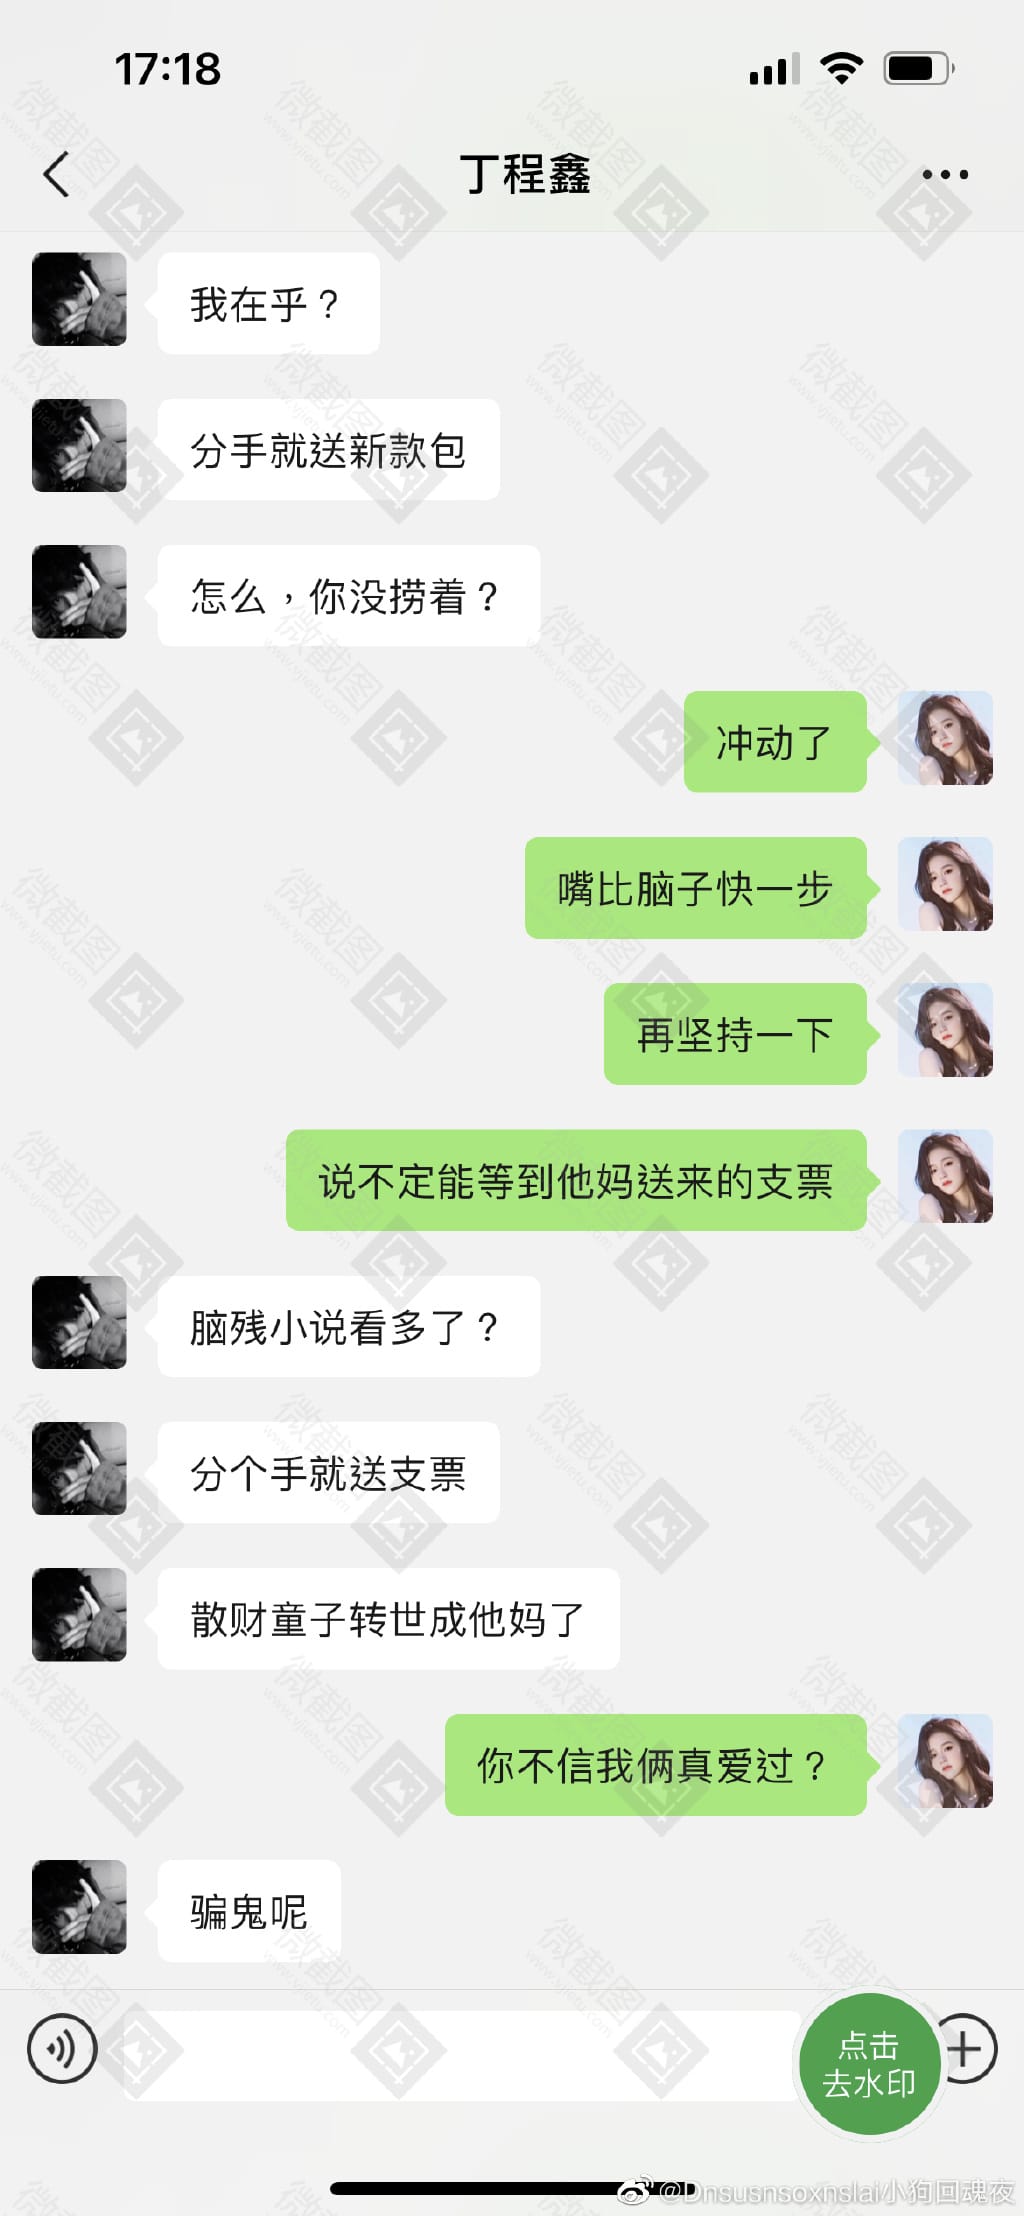 17:18
丁程鑫
我在乎？
分手就送新款包
怎么，你没捞着？
冲动了
嘴比脑子快一步
再坚持一下
说不定能等到他妈送来的支票
脑残小说看多了？
分个手就送支票
散财童子转世成他妈了
你不信我俩真爱过？
骗鬼呢
点击
去水印
微截图
@Dnsusnsoxnslai小狗回魂夜